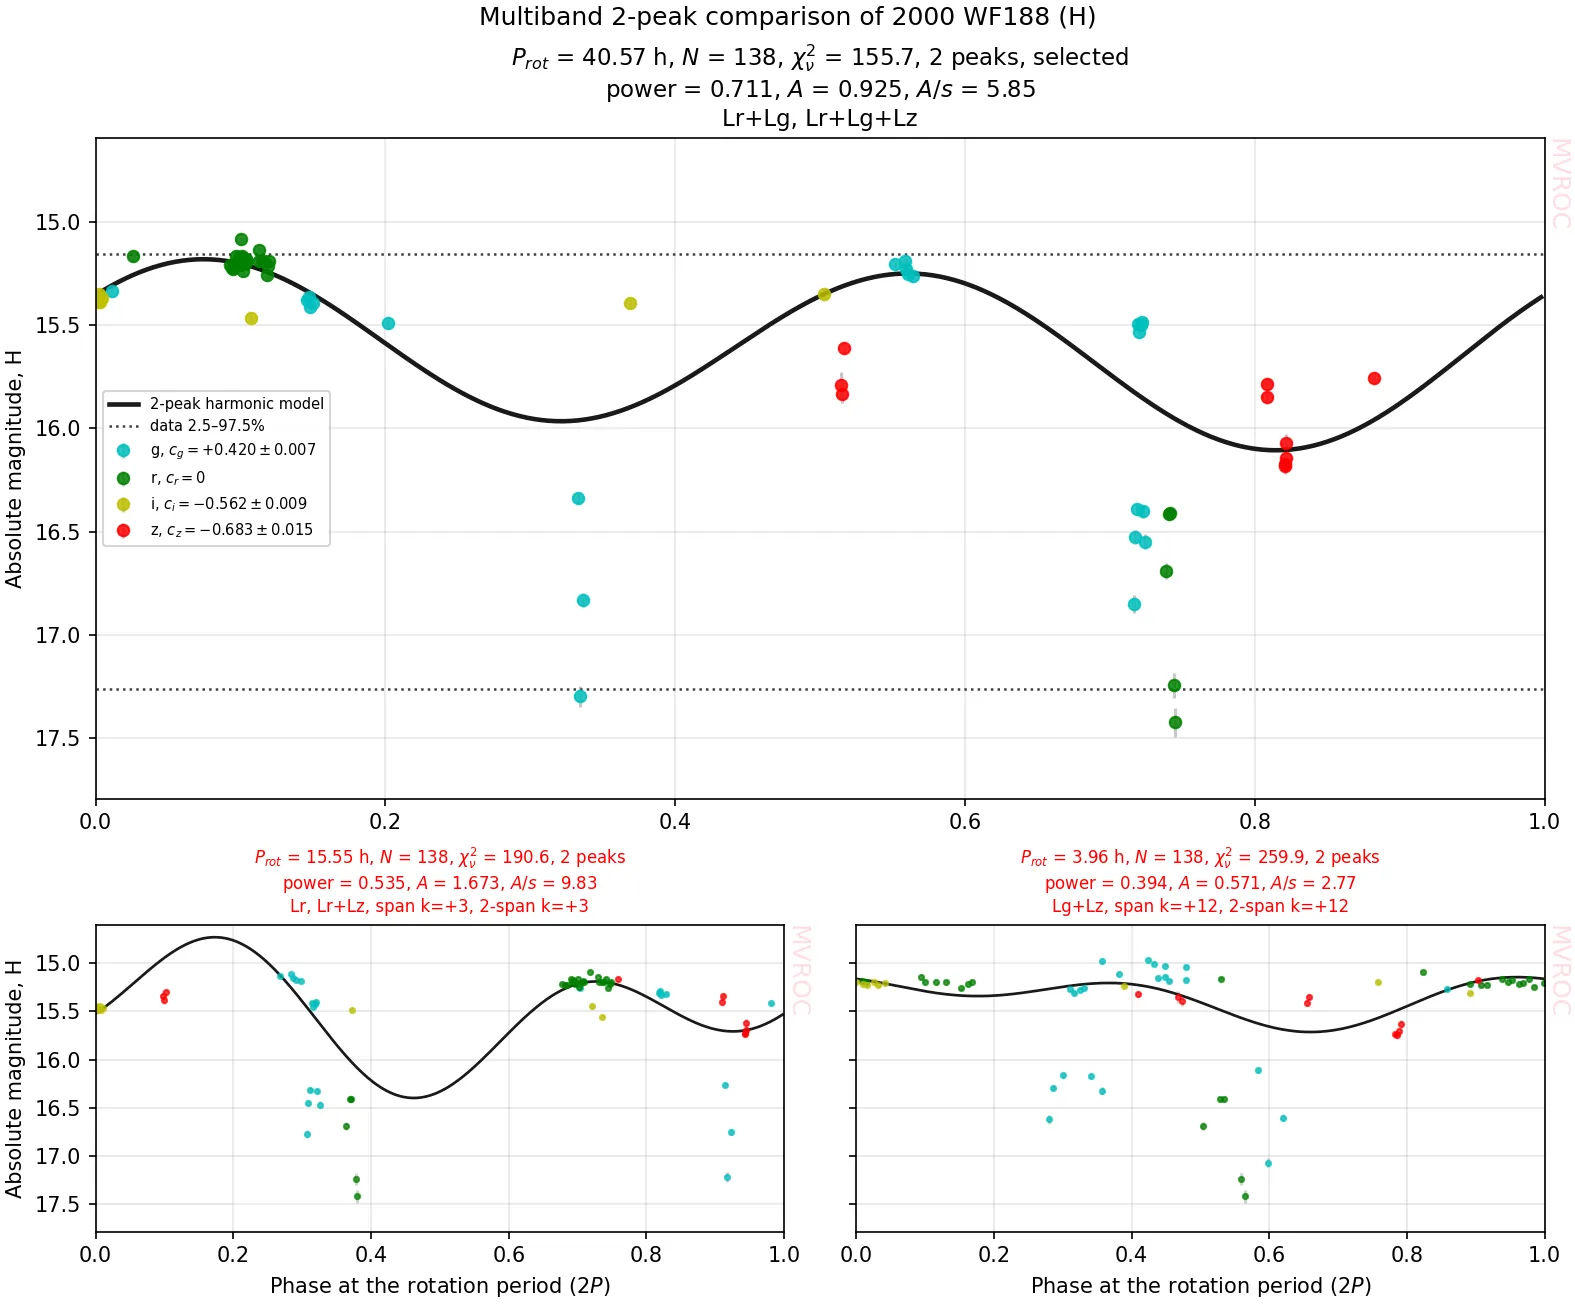 Multiband 2-peak comparison of 2000 WF188 (H)
P_rot = 40.57 h, N = 138, χ²_ν = 155.7, 2 peaks, selected
power = 0.711, A = 0.925, A/s = 5.85
Lr+Lg, Lr+Lg+Lz
MVROC
Absolute magnitude, H
15.0
15.5
16.0
16.5
17.0
17.5
2-peak harmonic model
data 2.5–97.5%
g, c_g = +0.420 ± 0.007
r, c_r = 0
i, c_i = −0.562 ± 0.009
z, c_z = −0.683 ± 0.015
0.0 0.2 0.4 0.6 0.8 1.0
P_rot = 15.55 h, N = 138, χ²_ν = 190.6, 2 peaks
power = 0.535, A = 1.673, A/s = 9.83
Lr, Lr+Lz, span k=+3, 2-span k=+3
MVROC
Absolute magnitude, H
15.0
15.5
16.0
16.5
17.0
17.5
0.0 0.2 0.4 0.6 0.8 1.0
Phase at the rotation period (2P)
P_rot = 3.96 h, N = 138, χ²_ν = 259.9, 2 peaks
power = 0.394, A = 0.571, A/s = 2.77
Lg+Lz, span k=+12, 2-span k=+12
MVROC
0.0 0.2 0.4 0.6 0.8 1.0
Phase at the rotation period (2P)